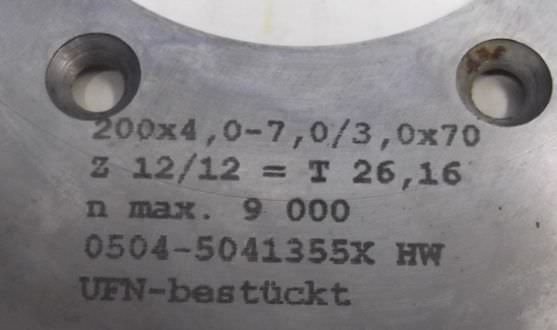 200x4,0-7,0/3,0x70
Z 12/12 = T 26,16
n max. 9 000
0504-5041355X HW
UFN-bestückt